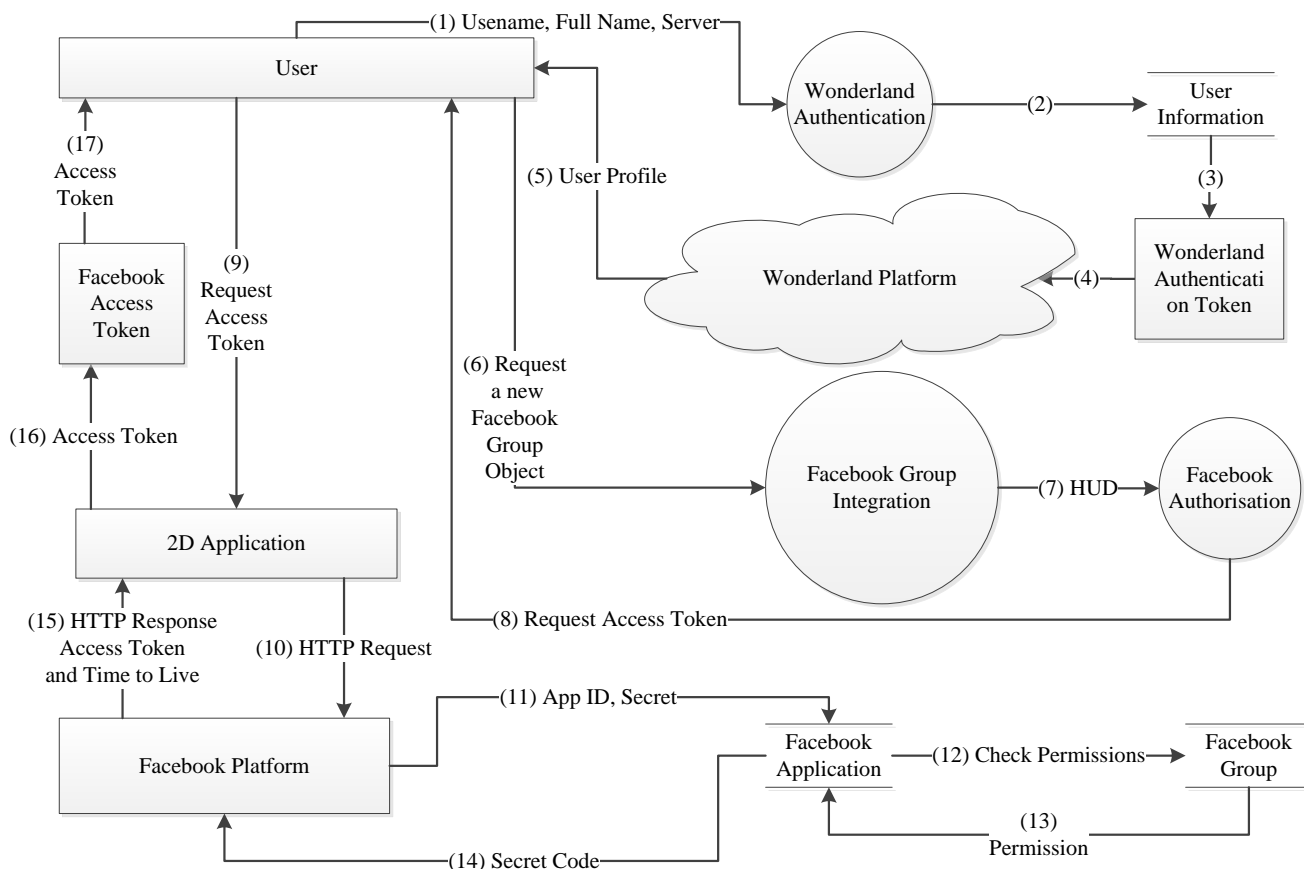 (1) Usename, Full Name, Server
User
Wonderland
Authentication
(2)
User
Information
(17)
Access
Token
(5) User Profile
(3)
Facebook
Access
Token
(9)
Request
Access
Token
Wonderland Platform
(4)
Wonderland
Authenticati
on Token
(6) Request
a new
Facebook
Group
Object
(16) Access Token
Facebook Group
Integration
(7) HUD
Facebook
Authorisation
2D Application
(8) Request Access Token
(15) HTTP Response
Access Token
and Time to Live
(10) HTTP Request
(11) App ID, Secret
Facebook Platform
Facebook
Application
(12) Check Permissions
Facebook
Group
(13)
Permission
(14) Secret Code